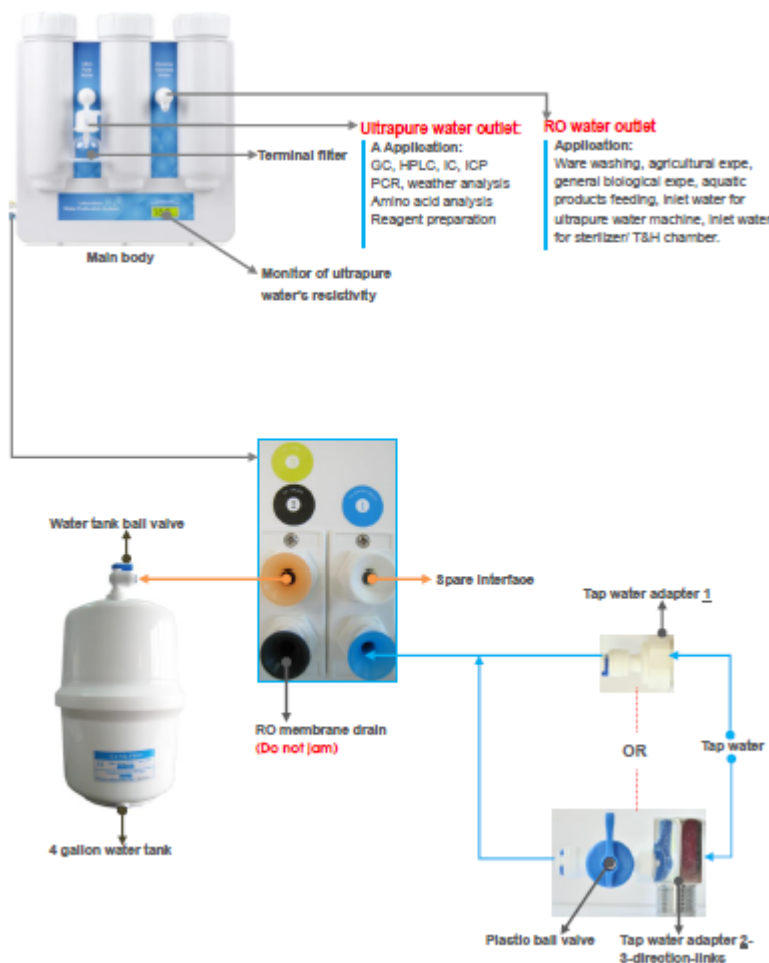 Ultrapure water outlet:
A Application:
GC, HPLC, IC, ICP
PCR, weather analysis
Amino acid analysis
Reagent preparation
RO water outlet
Application:
Ware washing, agricultural expe,
general biological expe, aquatic
products feeding, inlet water for
ultrapure water machine, inlet water
for sterilizer/ T&H chamber.
Terminal filter
Main body
Monitor of ultrapure
water's resistivity
Water tank ball valve
Spare Interface
Tap water adapter 1
RO membrane drain
(Do not jam)
OR
Tap water
4 gallon water tank
Plastic ball valve
Tap water adapter 2-
3-direction-links